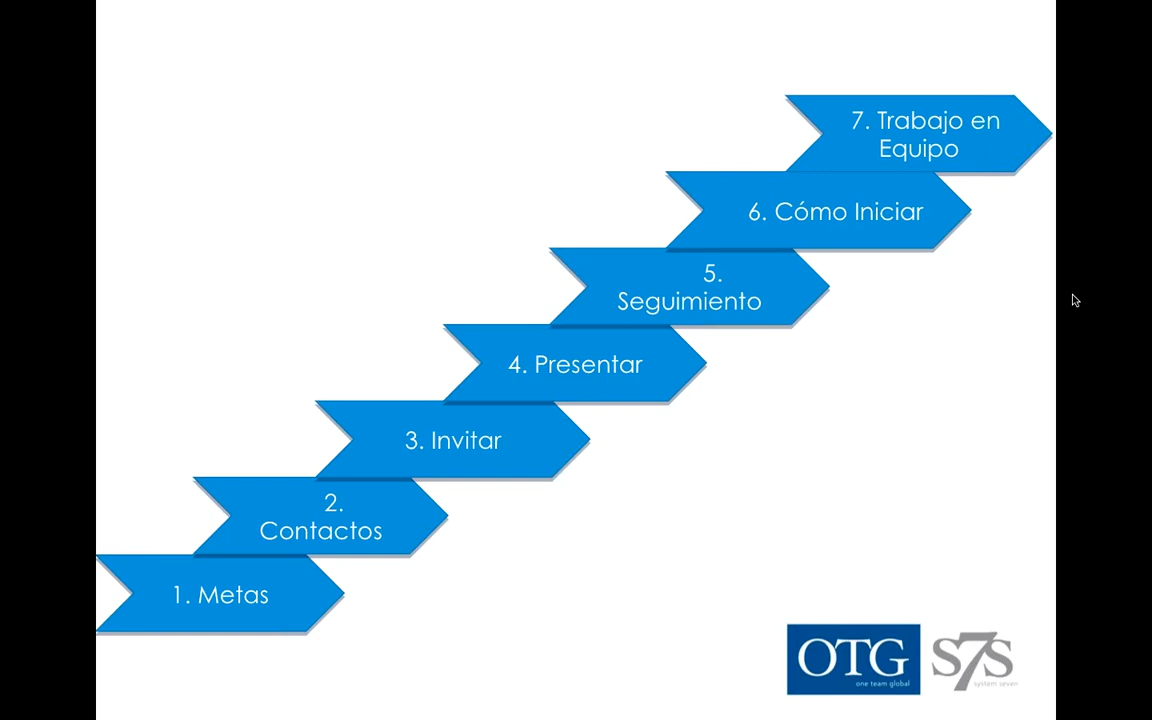 7. Trabajo en
Equipo
6. Cómo Iniciar
5.
Seguimiento
4. Presentar
3. Invitar
2.
Contactos
1. Metas
OTG
one team global
S7S
system seven